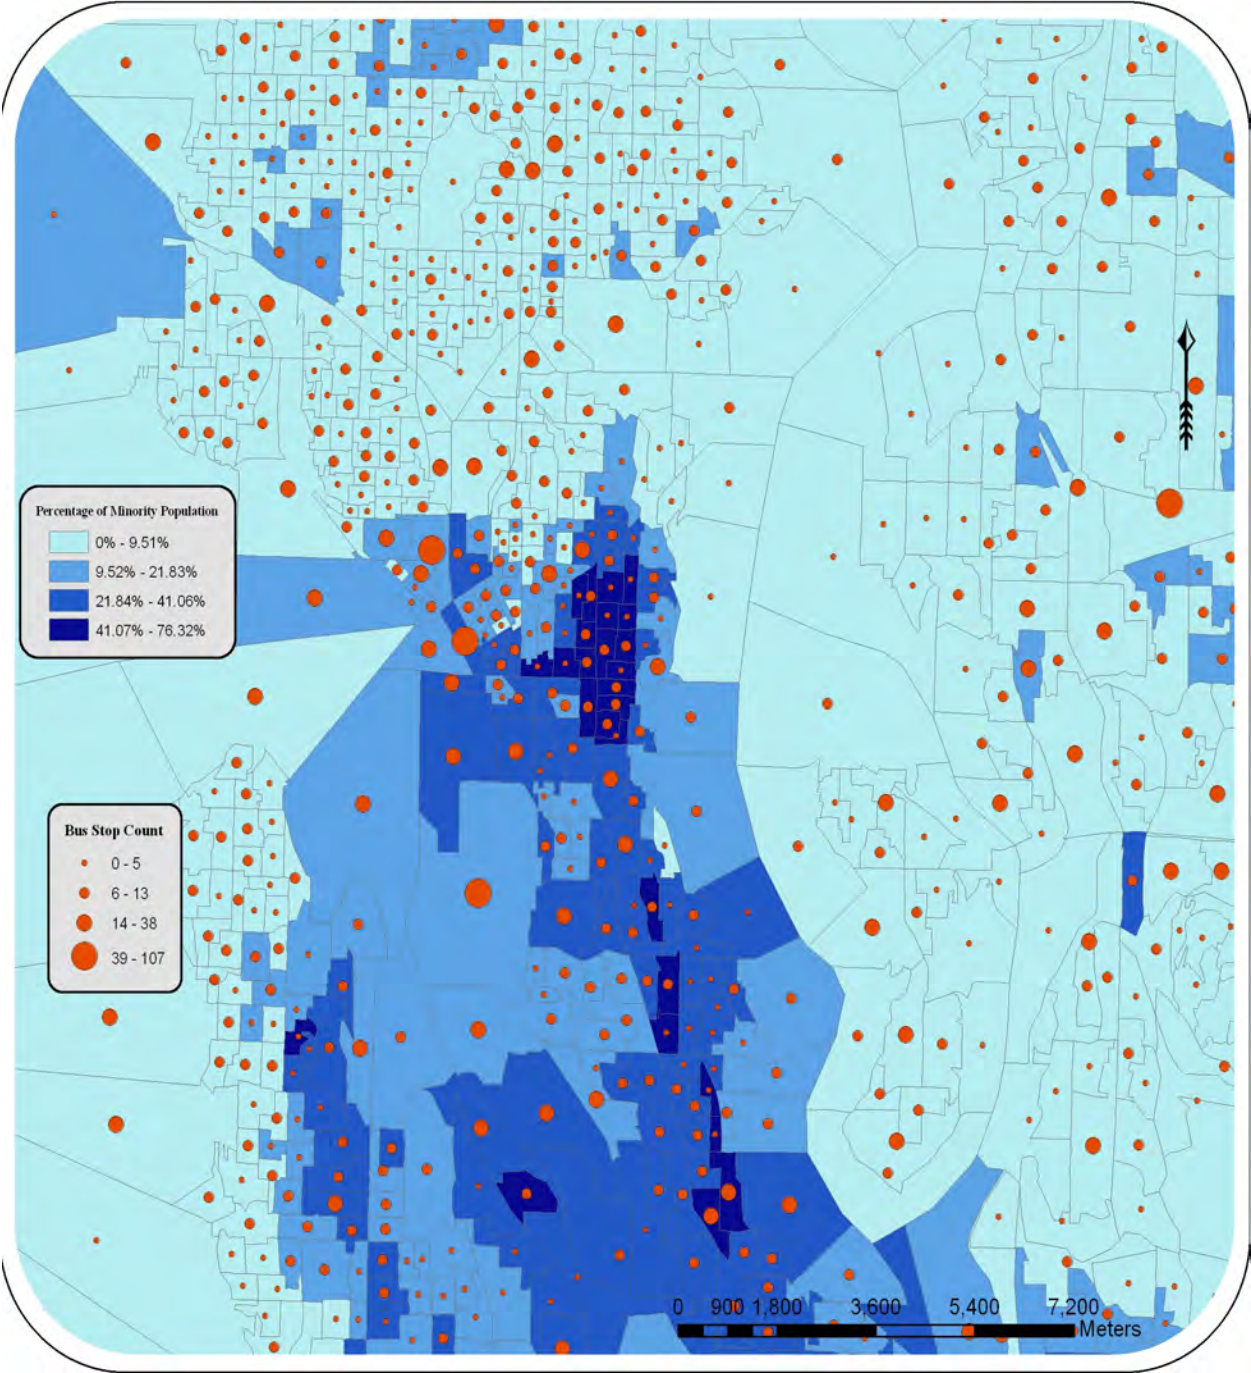 Percentage of Minority Population
0% - 9.51%
9.52% - 21.83%
21.84% - 41.06%
41.07% - 76.32%
Bus Stop Count
0 - 5
6 - 13
14 - 38
39 - 107
0 900 1,800 3,600 5,400 7,200
Meters